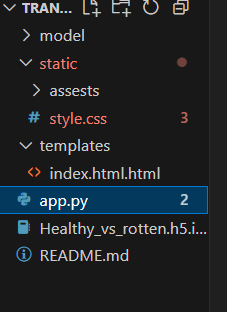 TRAN...
model
static
assests
style.css 3
templates
index.html.html
app.py 2
Healthy_vs_rotten.h5.i...
README.md